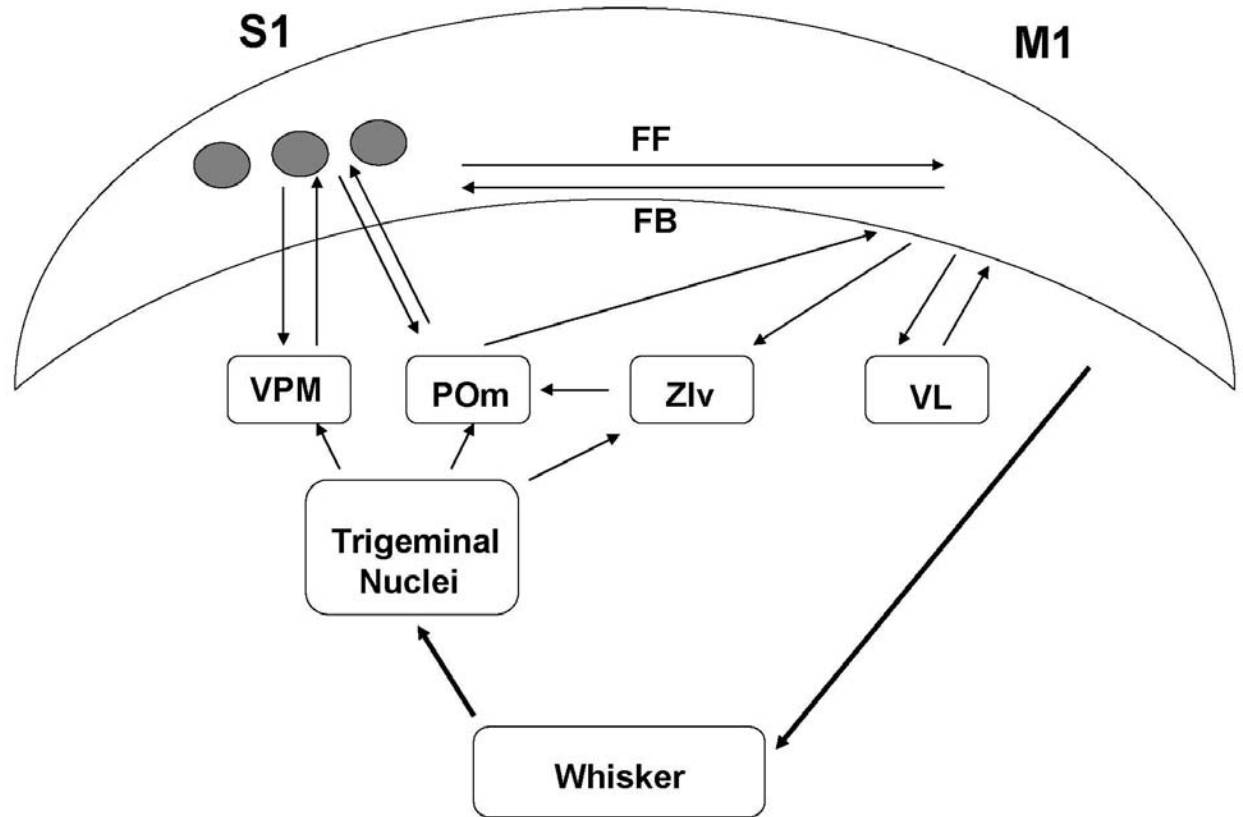 S1
M1
FF
FB
VPM
POm
ZIv
VL
Trigeminal
Nuclei
Whisker